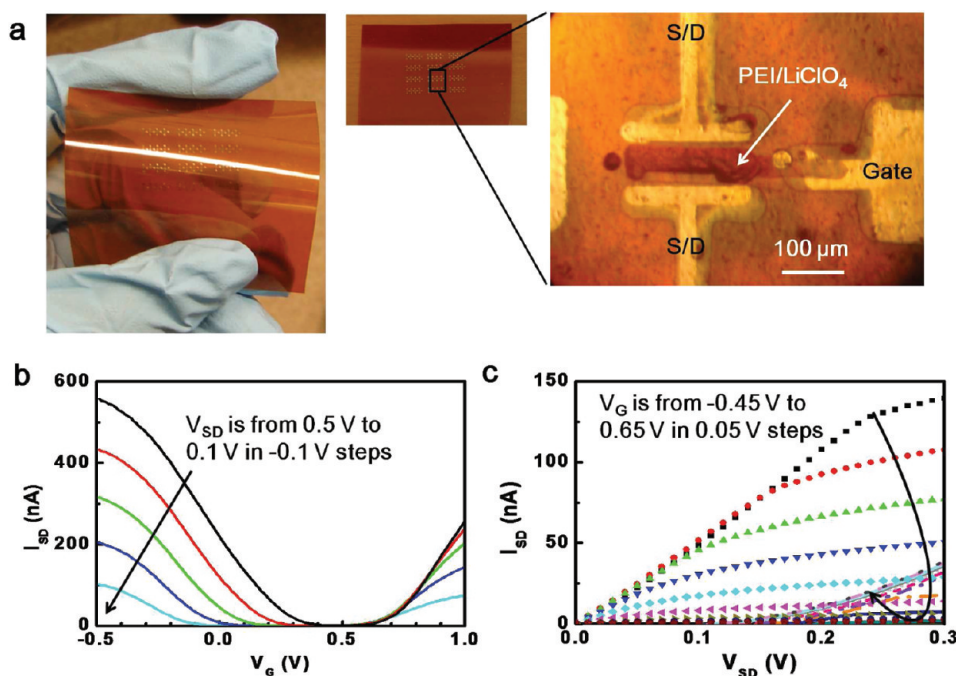 a
S/D
PEI/LiClO₄
Gate
S/D
100 µm
b
600
400
200
0
I_SD (nA)
V_SD is from 0.5 V to
0.1 V in -0.1 V steps
-0.5
0.0
0.5
1.0
V_G (V)
c
150
100
50
0
I_SD (nA)
V_G is from -0.45 V to
0.65 V in 0.05 V steps
0.0
0.1
0.2
0.3
V_SD (V)